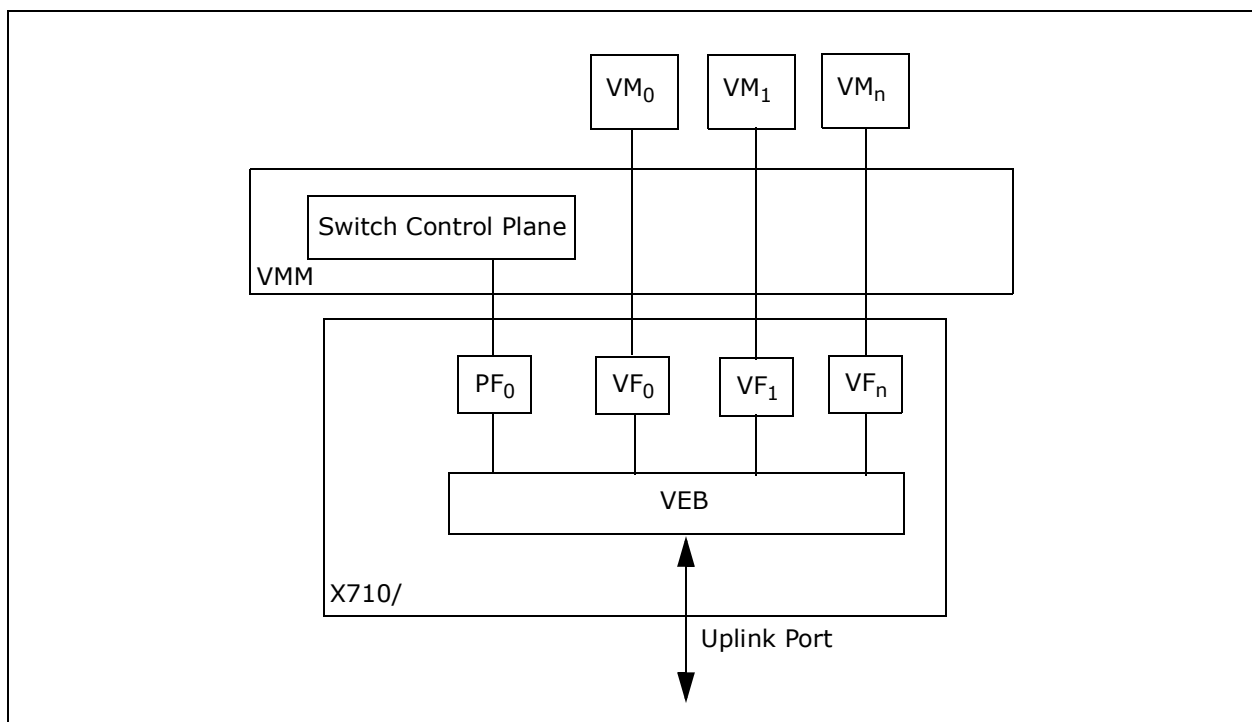 VM₀ VM₁ VMₙ
Switch Control Plane
VMM
PF₀ VF₀ VF₁ VFₙ
VEB
X710/
Uplink Port